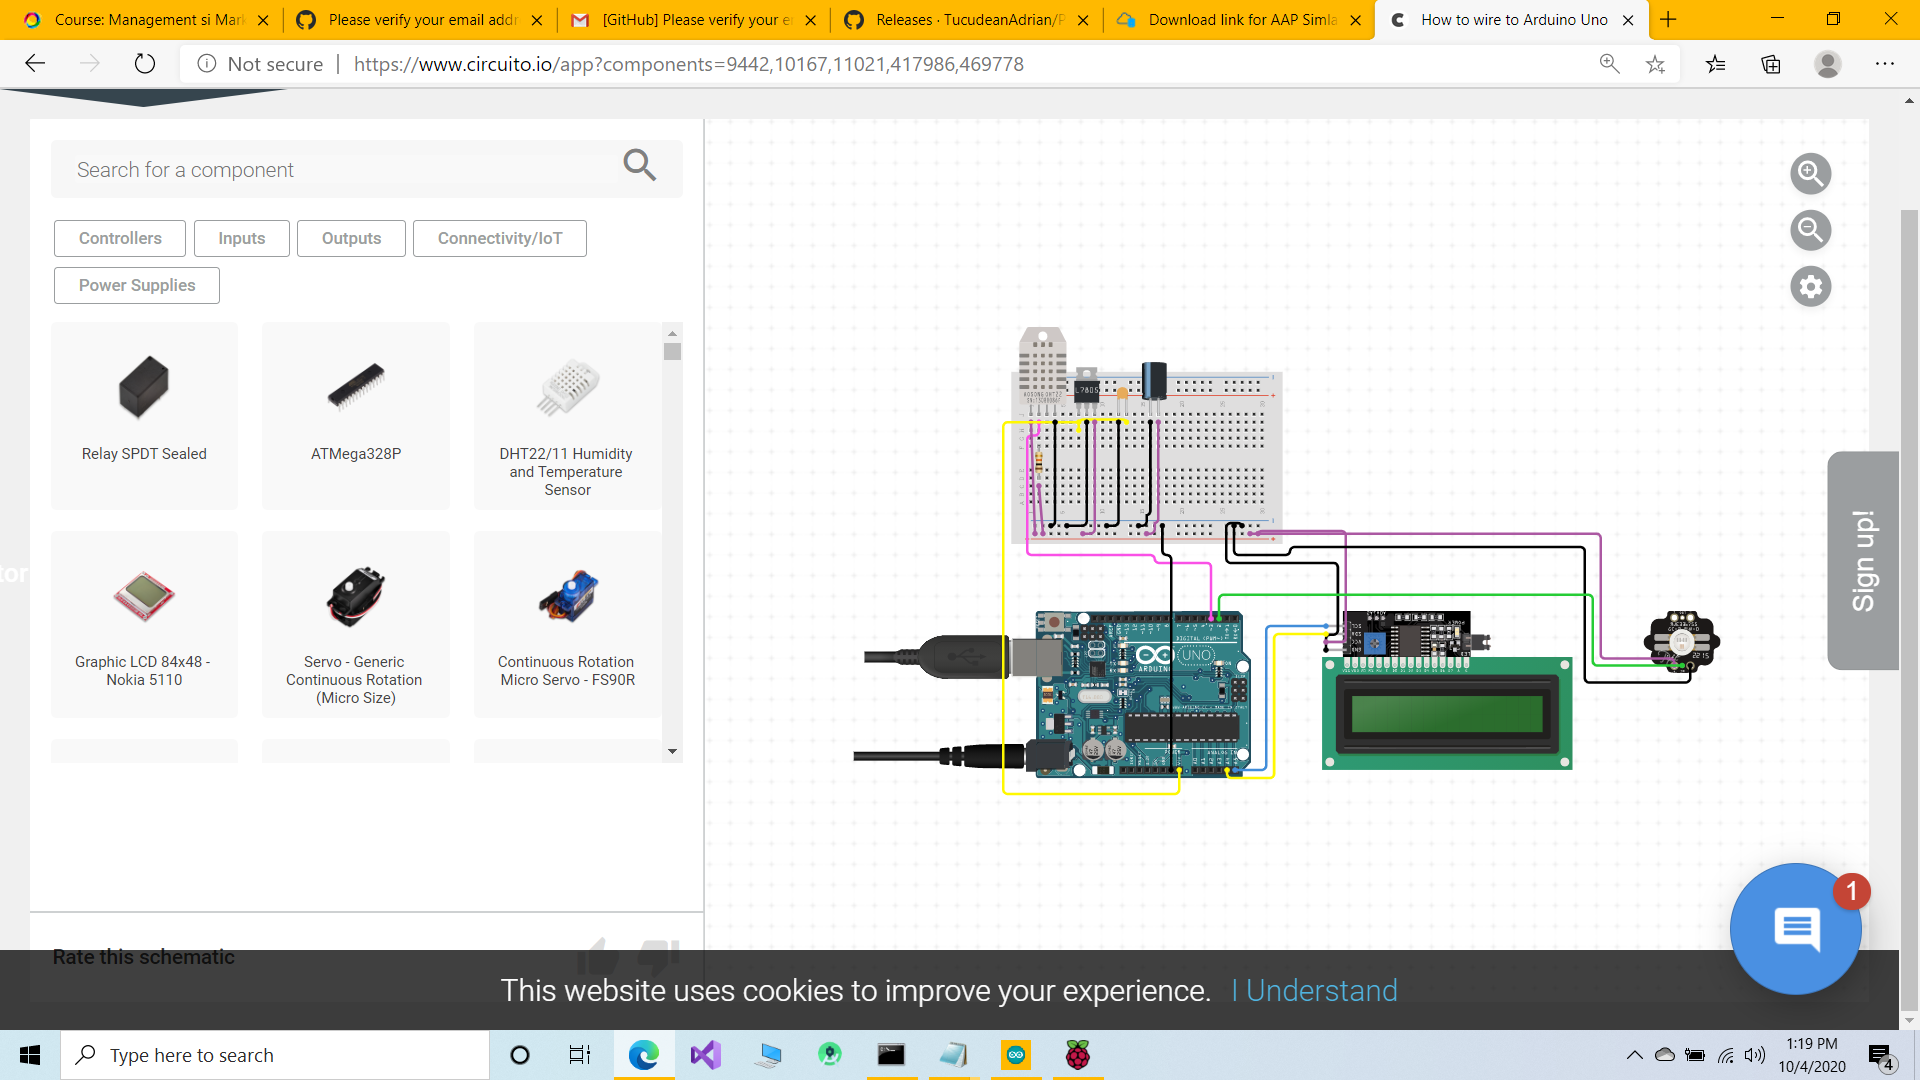 Course: Management si Mark
Please verify your email addr
[GitHub] Please verify your e
Releases · TucudeanAdrian/P
Download link for AAP Simla
How to wire to Arduino Uno
Not secure
https://www.circuito.io/app?components=9442,10167,11021,417986,469778
Search for a component
Controllers
Inputs
Outputs
Connectivity/IoT
Power Supplies
Relay SPDT Sealed
ATMega328P
DHT22/11 Humidity
and Temperature
Sensor
Graphic LCD 84x48 -
Nokia 5110
Servo - Generic
Continuous Rotation
(Micro Size)
Continuous Rotation
Micro Servo - FS90R
tor
L7805
ARDUINO
UNO
Sign up!
1
Rate this schematic
This website uses cookies to improve your experience. I Understand
Type here to search
1:19 PM
10/4/2020
4